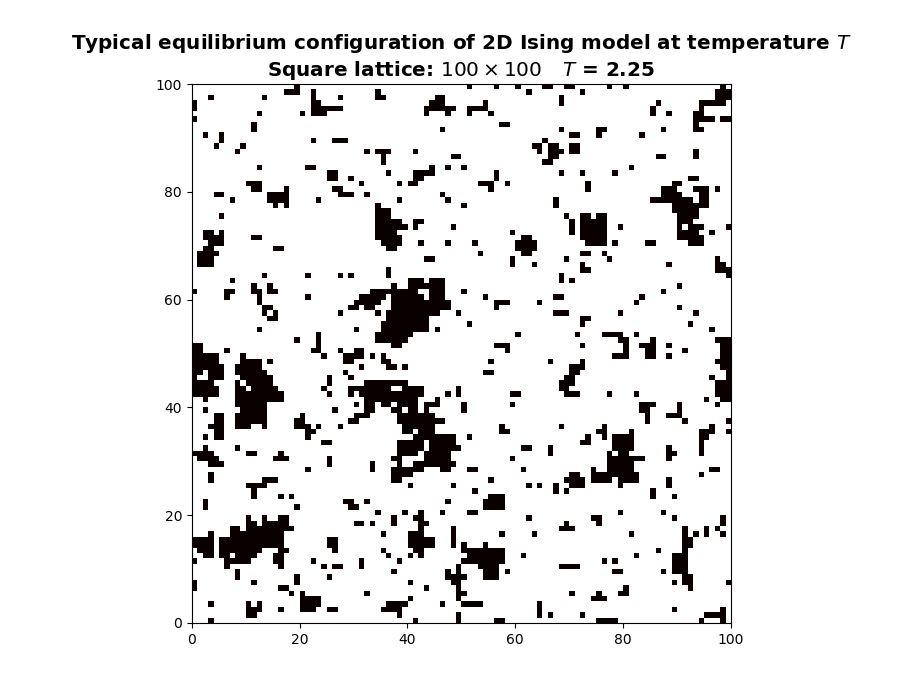 Typical equilibrium configuration of 2D Ising model at temperature T
Square lattice: 100 × 100 T = 2.25
100
80
60
40
20
0
0 20 40 60 80 100